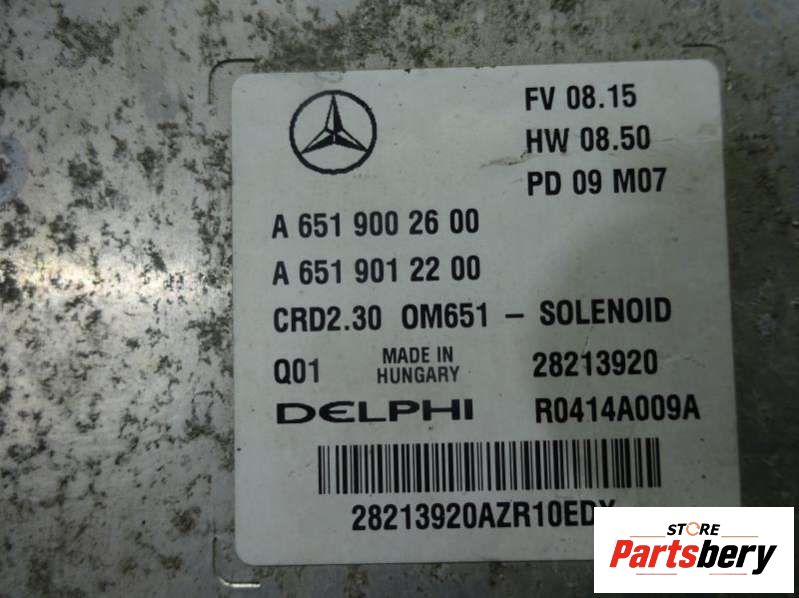 FV 08.15
HW 08.50
PD 09 M07
A 651 900 26 00
A 651 901 22 00
CRD2.30 OM651 – SOLENOID
Q01 MADE IN HUNGARY 28213920
DELPHI R0414A009A
STORE
Partsbery